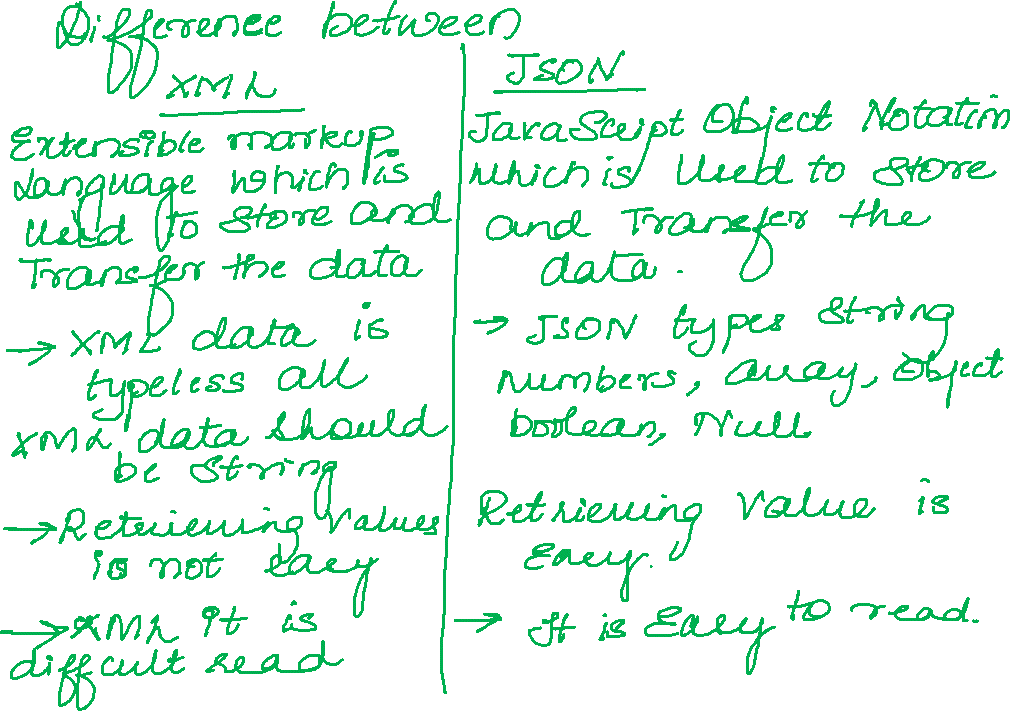 Difference between
XML
Extensible markup
Language which is
Used to store and
Transfer the data
→ XML data is
typeless all
XML data should
be string
→ Retrieving Values
is not easy
→ XML It is
difficult read
JSON
JavaScript Object Notation
which is Used to store
and Transfer the
data.
→ JSON types string
numbers, array, object
boolean, Null
Retrieving Value is
Easy.
→ It is Easy to read.